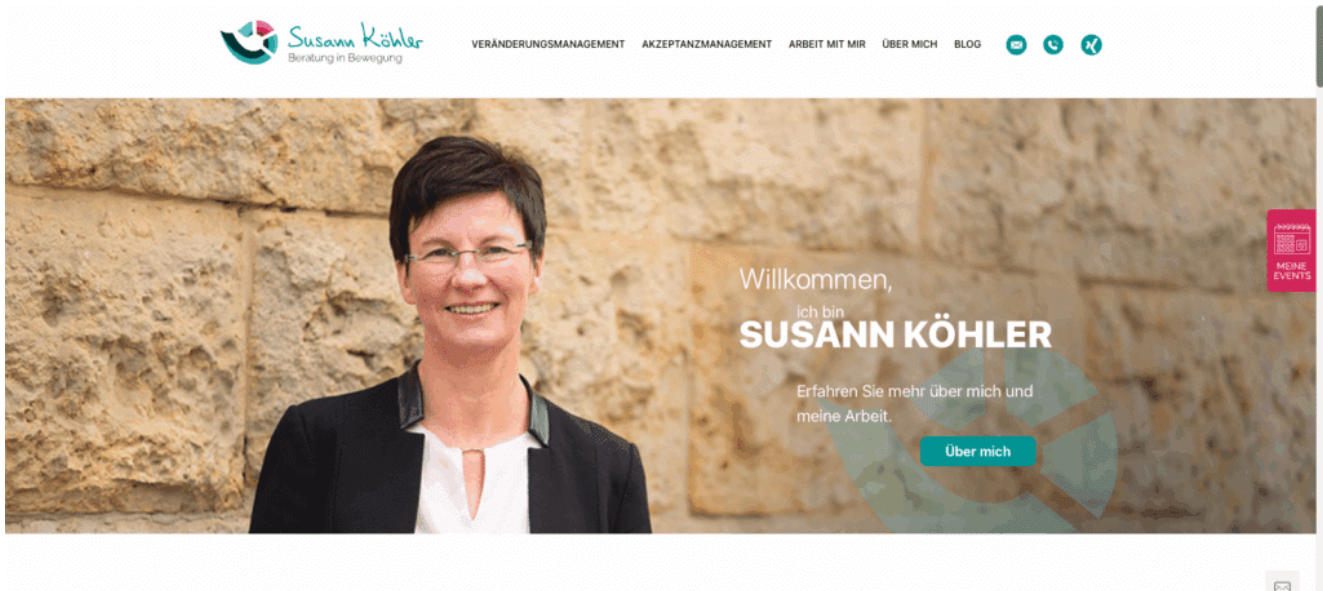 Susann Köhler
Beratung in Bewegung
VERÄNDERUNGSMANAGEMENT AKZEPTANZMANAGEMENT ARBEIT MIT MIR ÜBER MICH BLOG
MEINE
EVENTS
Willkommen,
ich bin
SUSANN KÖHLER
Erfahren Sie mehr über mich und
meine Arbeit.
Über mich